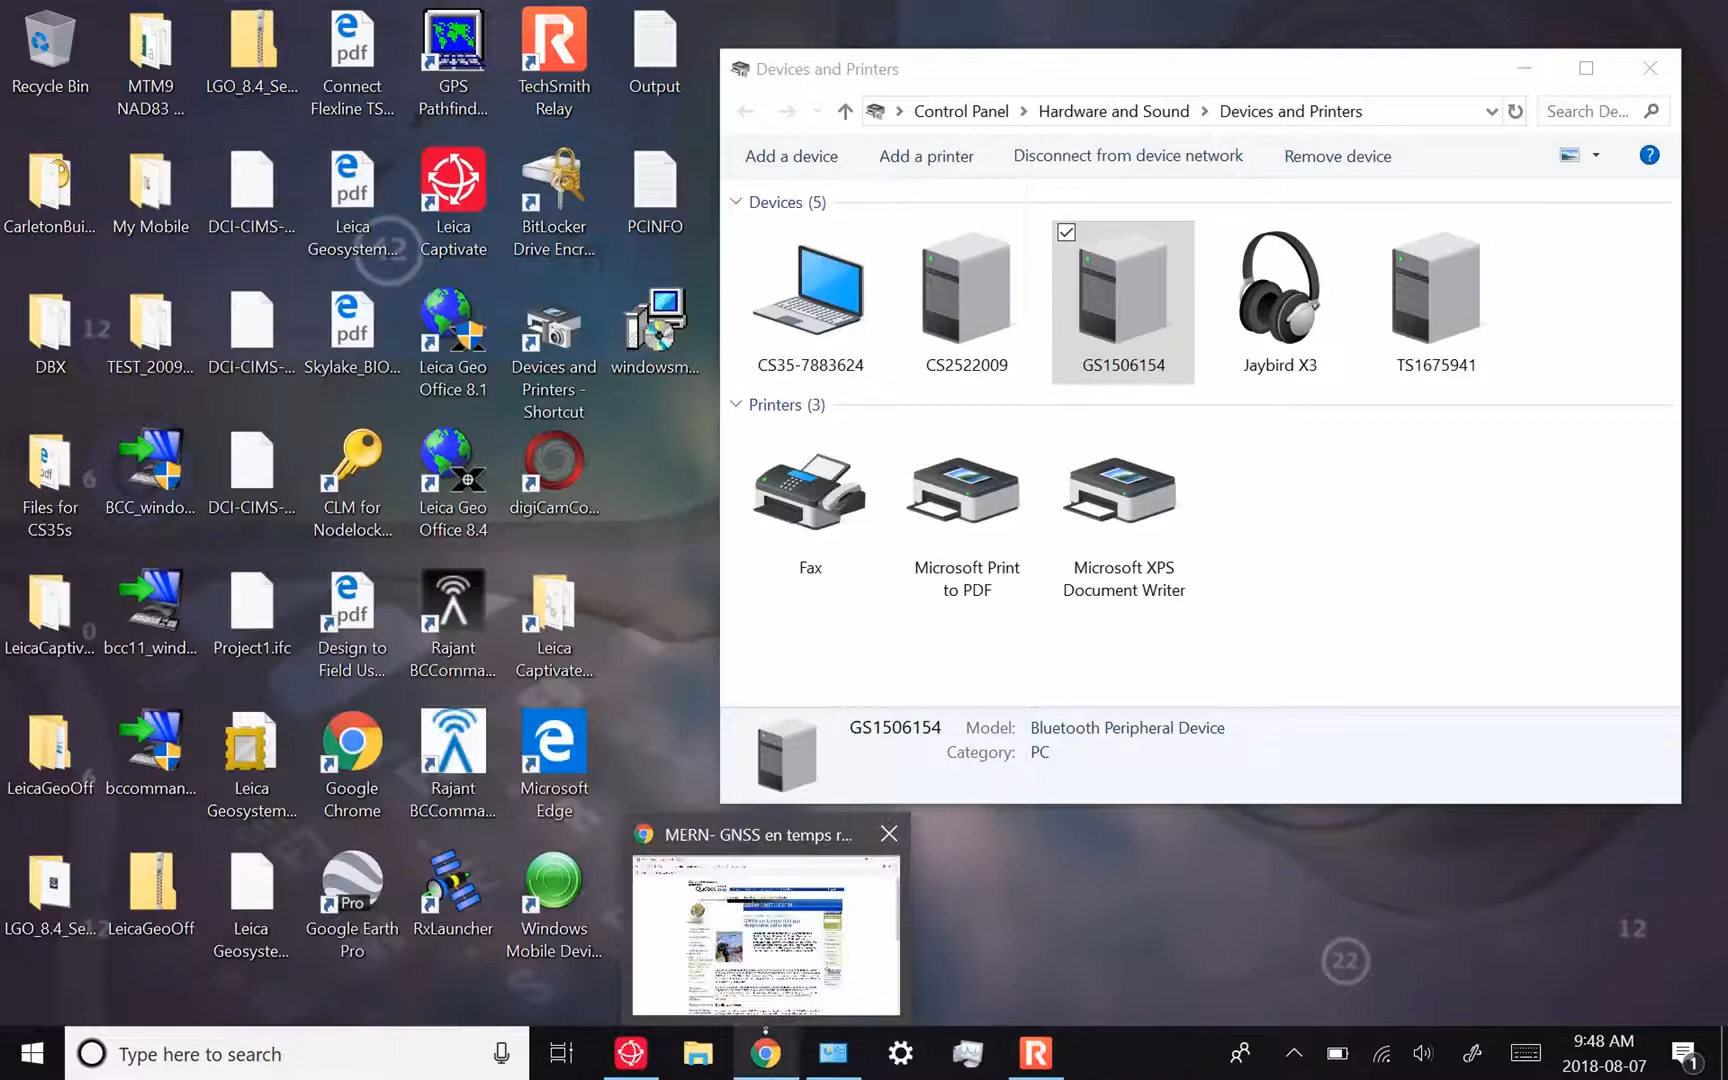 Recycle Bin
MTM9
NAD83 ...
LGO_8.4_Se...
Connect
Flexline TS...
GPS
Pathfind...
TechSmith
Relay
Output
CarletonBui...
My Mobile
DCI-CIMS-...
Leica
Geosystem...
Leica
Captivate
BitLocker
Drive Encr...
PCINFO
DBX
TEST_2009...
DCI-CIMS-...
Skylake_BIO...
Leica Geo
Office 8.1
Devices and
Printers -
Shortcut
windowsm...
Files for
CS35s
BCC_windo...
DCI-CIMS-...
CLM for
Nodelock...
Leica Geo
Office 8.4
digiCamCo...
LeicaCaptiv...
bcc11_wind...
Project1.ifc
Design to
Field Us...
Rajant
BCComma...
Leica
Captivate...
LeicaGeoOff
bccomman...
Leica
Geosystem...
Google
Chrome
Rajant
BCComma...
Microsoft
Edge
LGO_8.4_Se...
LeicaGeoOff
Leica
Geosyste...
Google Earth
Pro
RxLauncher
Windows
Mobile Devi...
Devices and Printers
Control Panel > Hardware and Sound > Devices and Printers
Search De...
Add a device
Add a printer
Disconnect from device network
Remove device
Devices (5)
CS35-7883624
CS2522009
GS1506154
Jaybird X3
TS1675941
Printers (3)
Fax
Microsoft Print
to PDF
Microsoft XPS
Document Writer
GS1506154 Model: Bluetooth Peripheral Device
Category: PC
MERN- GNSS en temps r...
12
22
Type here to search
9:48 AM
2018-08-07
1